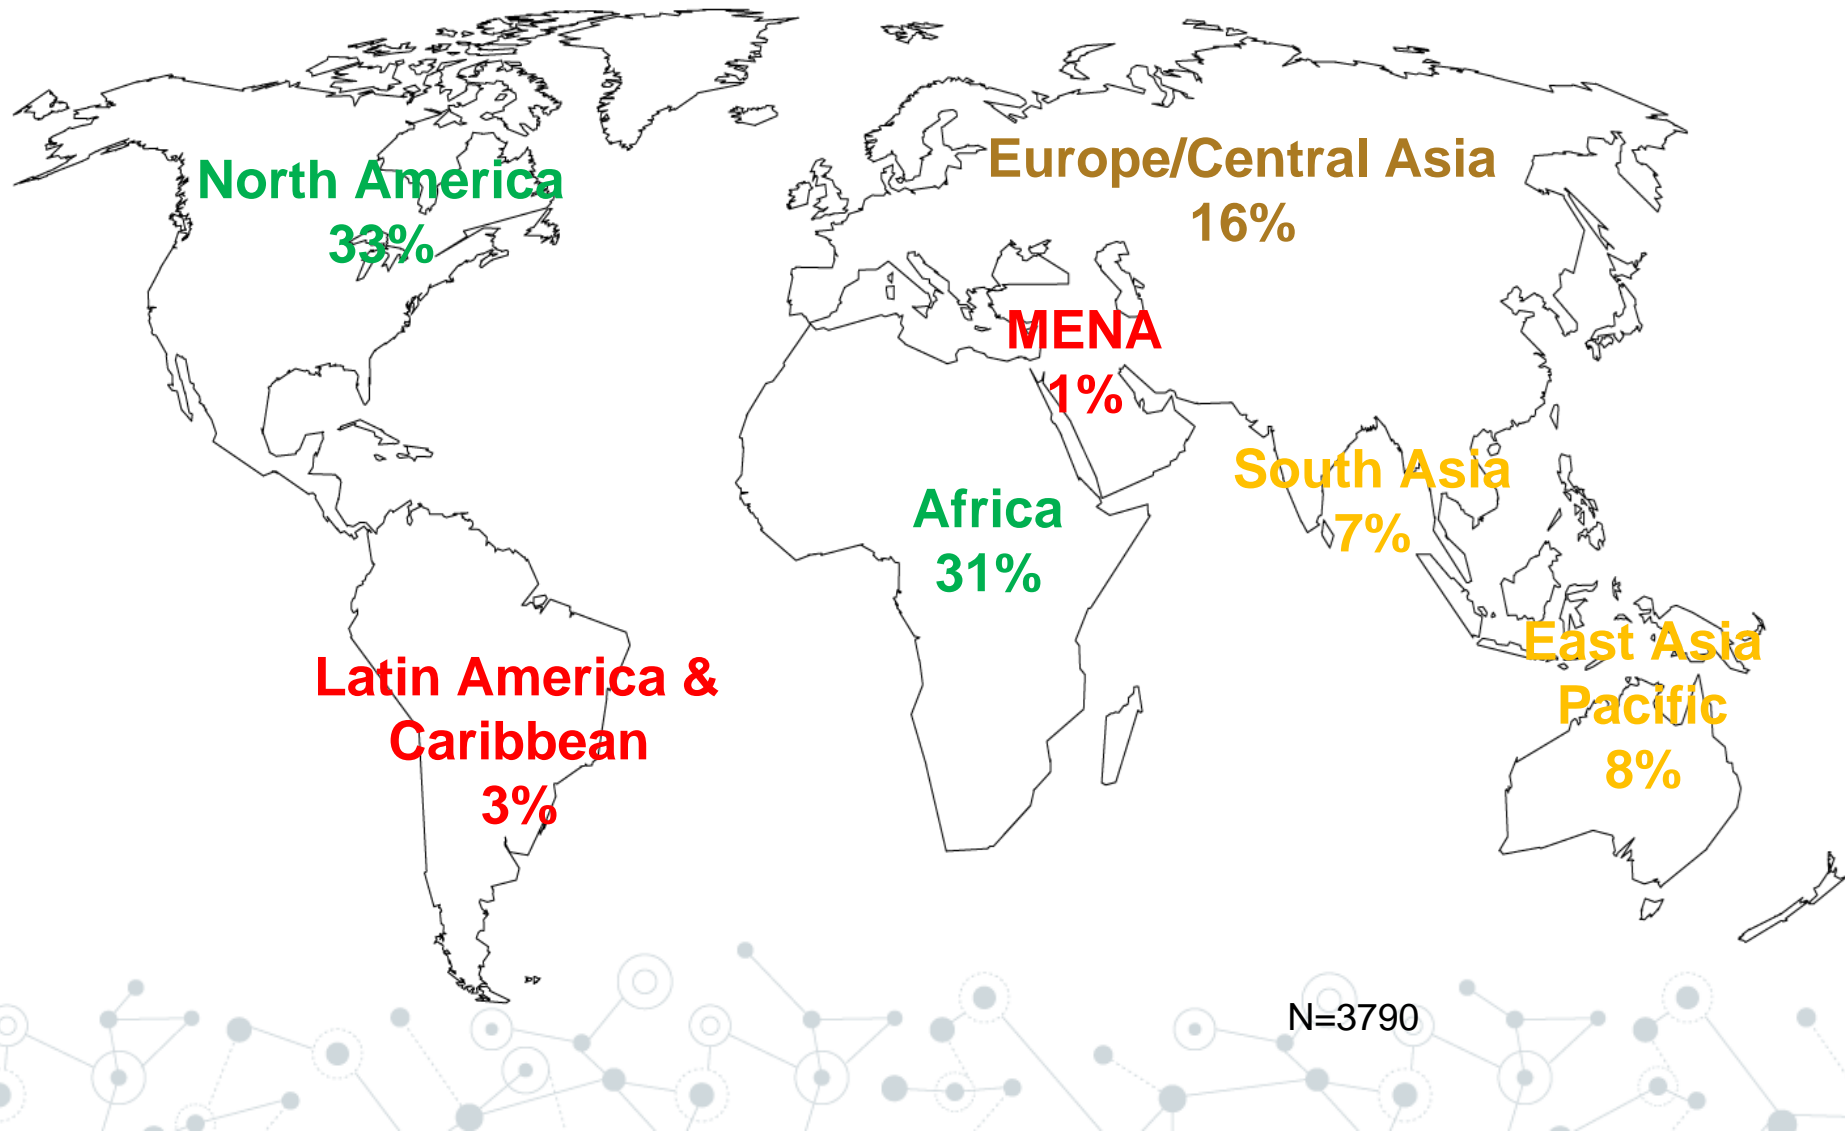 North America
33%
Europe/Central Asia
16%
MENA
1%
South Asia
7%
Africa
31%
Latin America &
Caribbean
3%
East Asia
Pacific
8%
N=3790